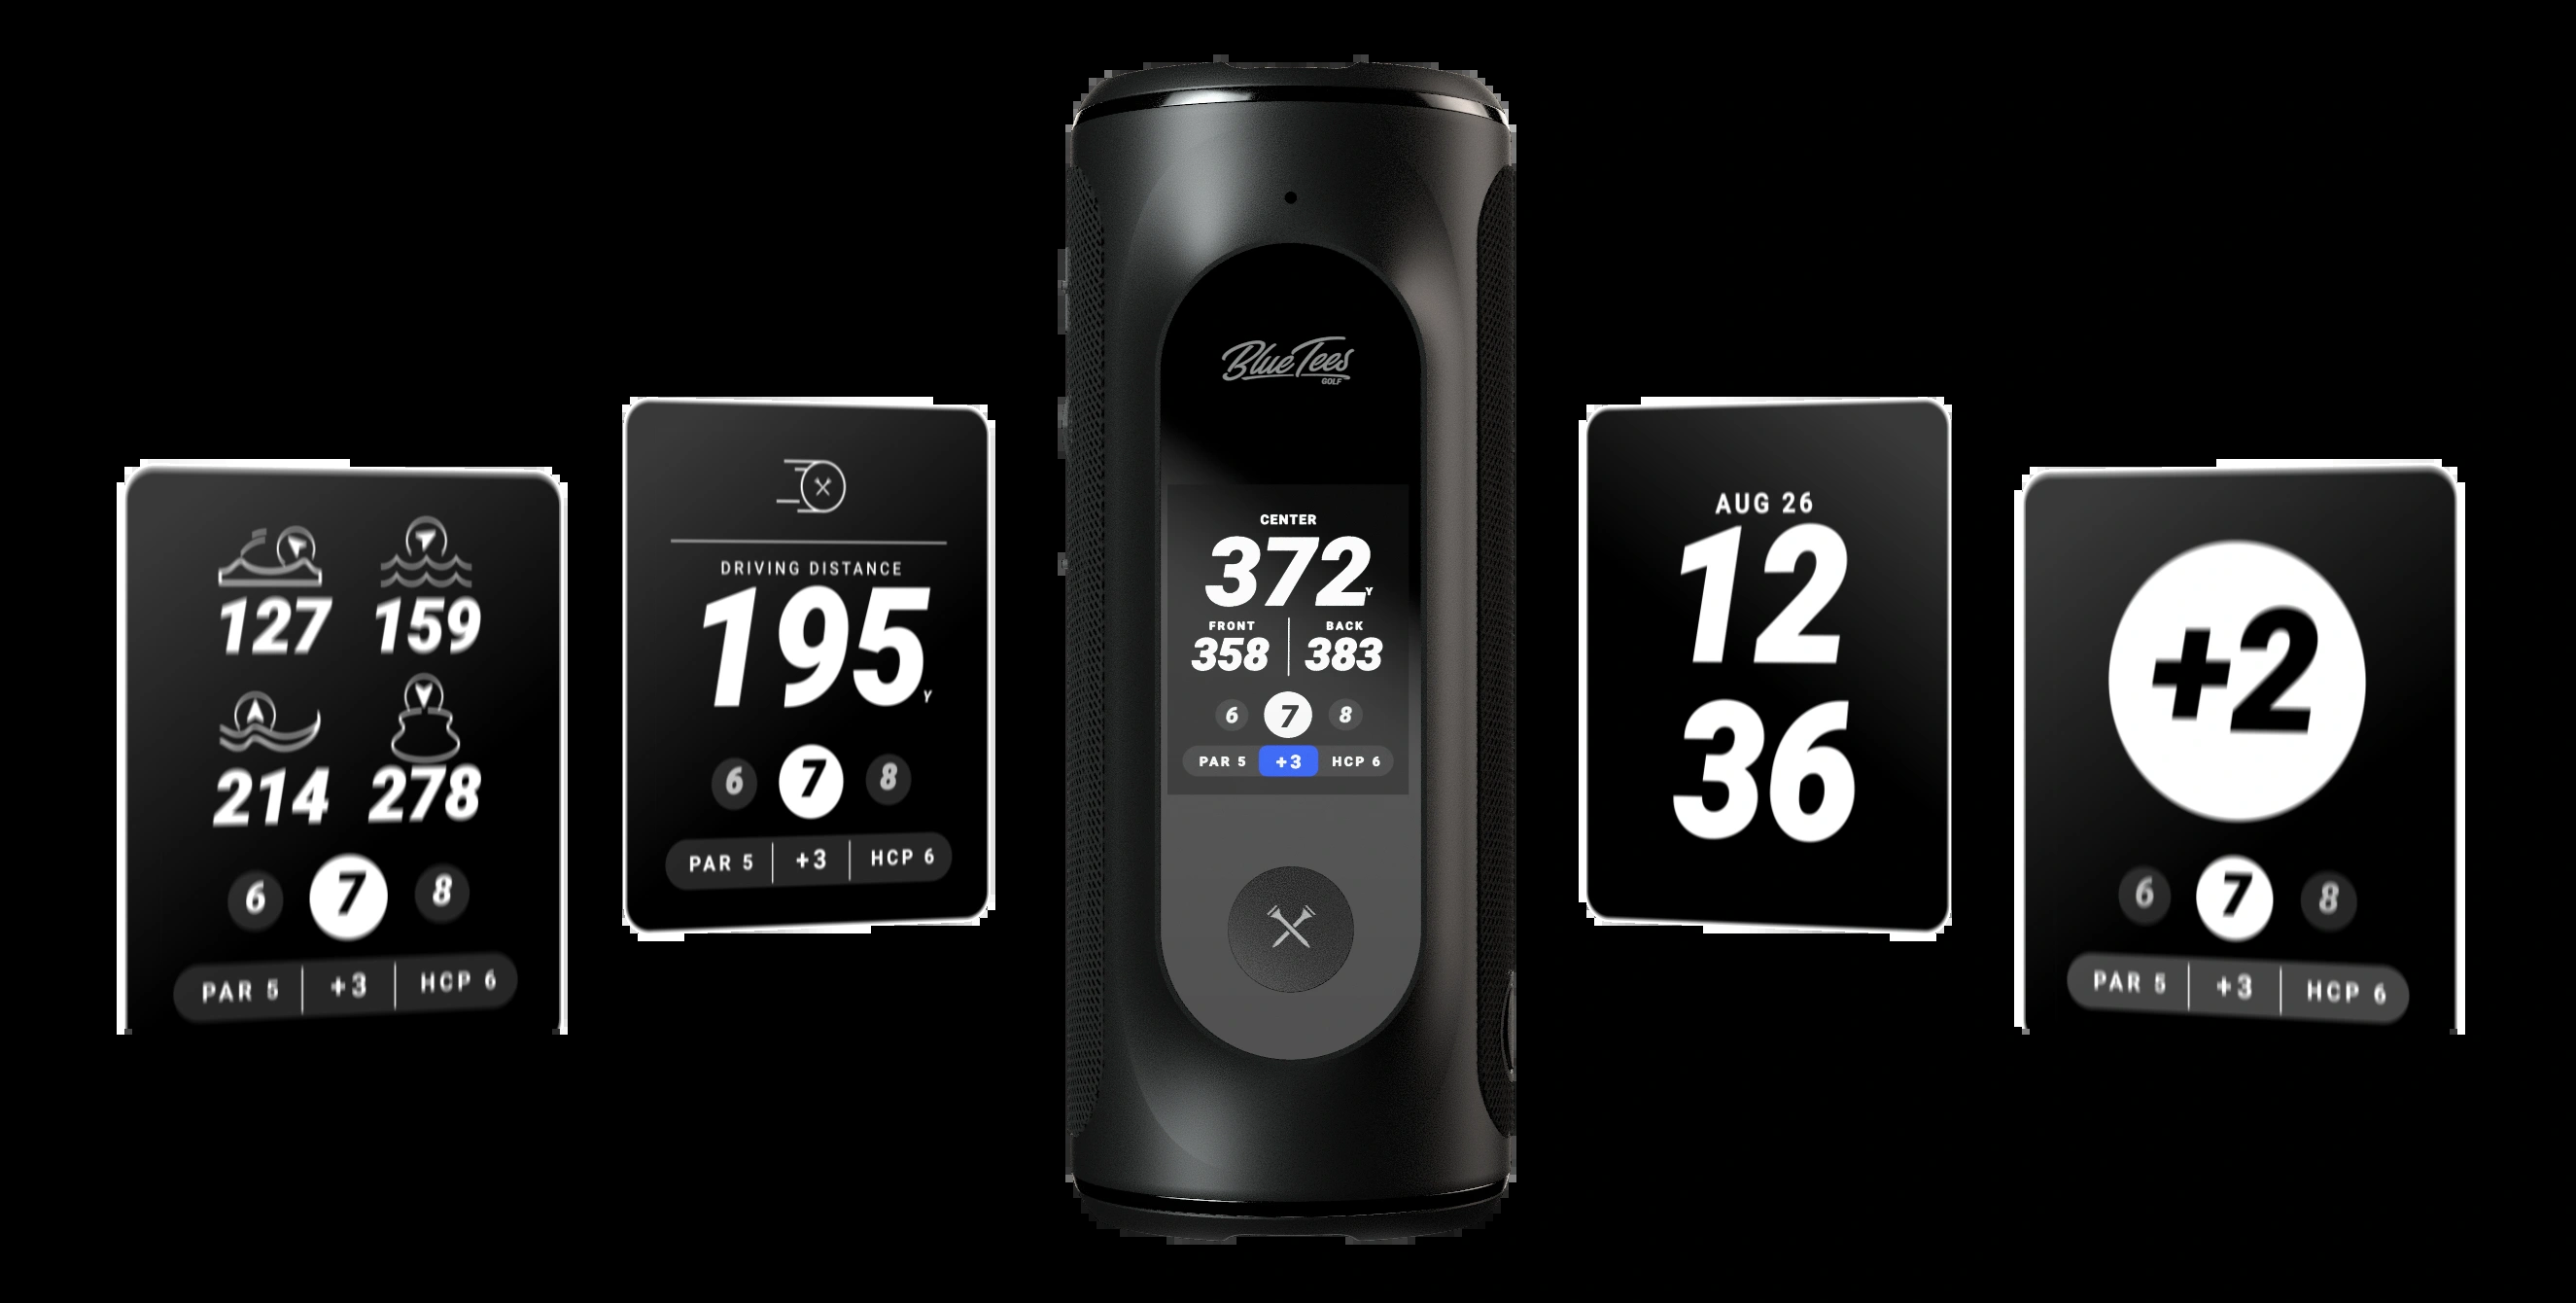 127 159
214 278
6 7 8
PAR 5 +3 HCP 6
DRIVING DISTANCE
195Y
6 7 8
PAR 5 +3 HCP 6
Blue Tees
GOLF
CENTER
372Y
FRONT BACK
358 383
6 7 8
PAR 5 +3 HCP 6
AUG 26
12
36
+2
6 7 8
PAR 5 +3 HCP 6